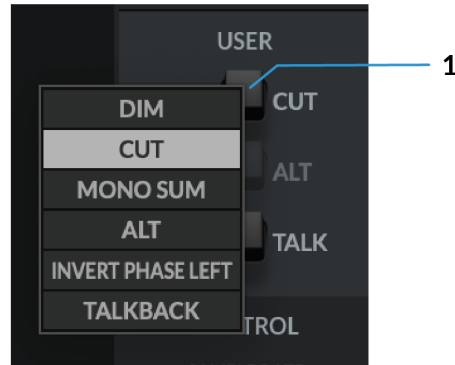 USER
1
CUT
DIM
CUT
MONO SUM
ALT
ALT
INVERT PHASE LEFT
TALK
TALKBACK